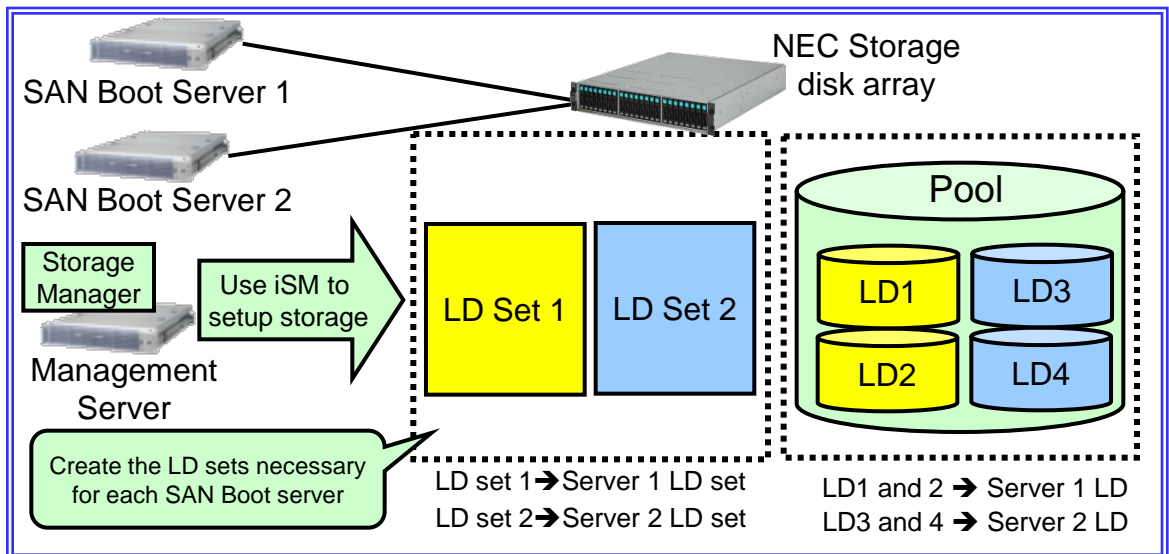 SAN Boot Server 1
NEC Storage
disk array
SAN Boot Server 2
Storage
Manager
Management
Server
Use iSM to
setup storage
LD Set 1
LD Set 2
Pool
LD1
LD3
LD2
LD4
Create the LD sets necessary
for each SAN Boot server
LD set 1➔Server 1 LD set
LD set 2➔Server 2 LD set
LD1 and 2 ➔ Server 1 LD
LD3 and 4 ➔ Server 2 LD